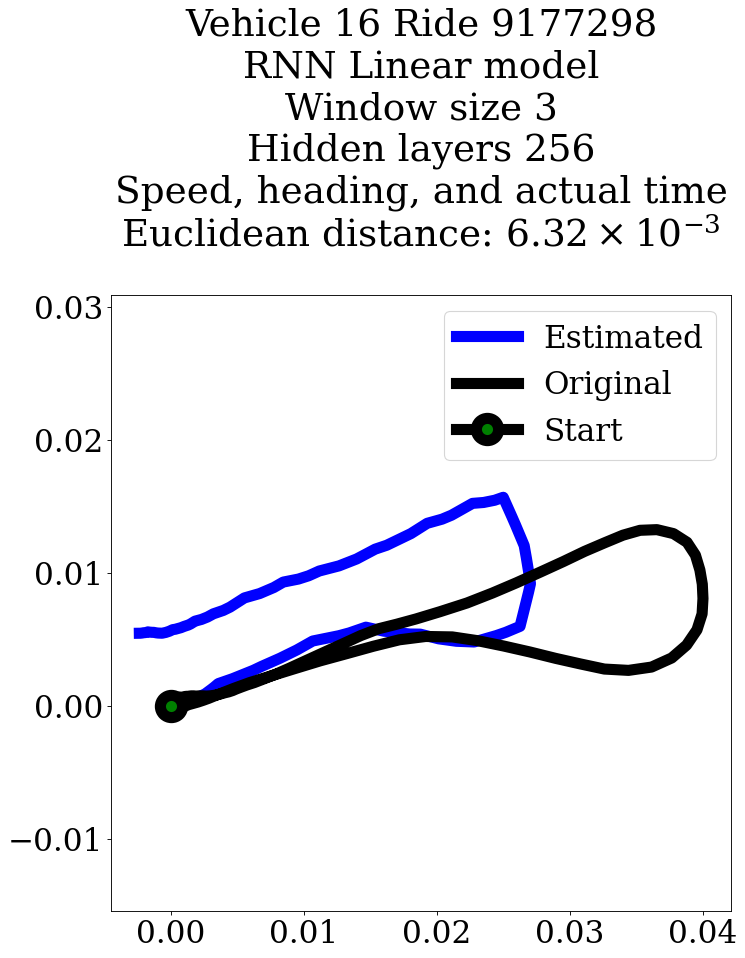 Vehicle 16 Ride 9177298
RNN Linear model
Window size 3
Hidden layers 256
Speed, heading, and actual time
Euclidean distance: 6.32 × 10⁻³
0.03
0.02
0.01
0.00
−0.01
Estimated
Original
Start
0.00 0.01 0.02 0.03 0.04